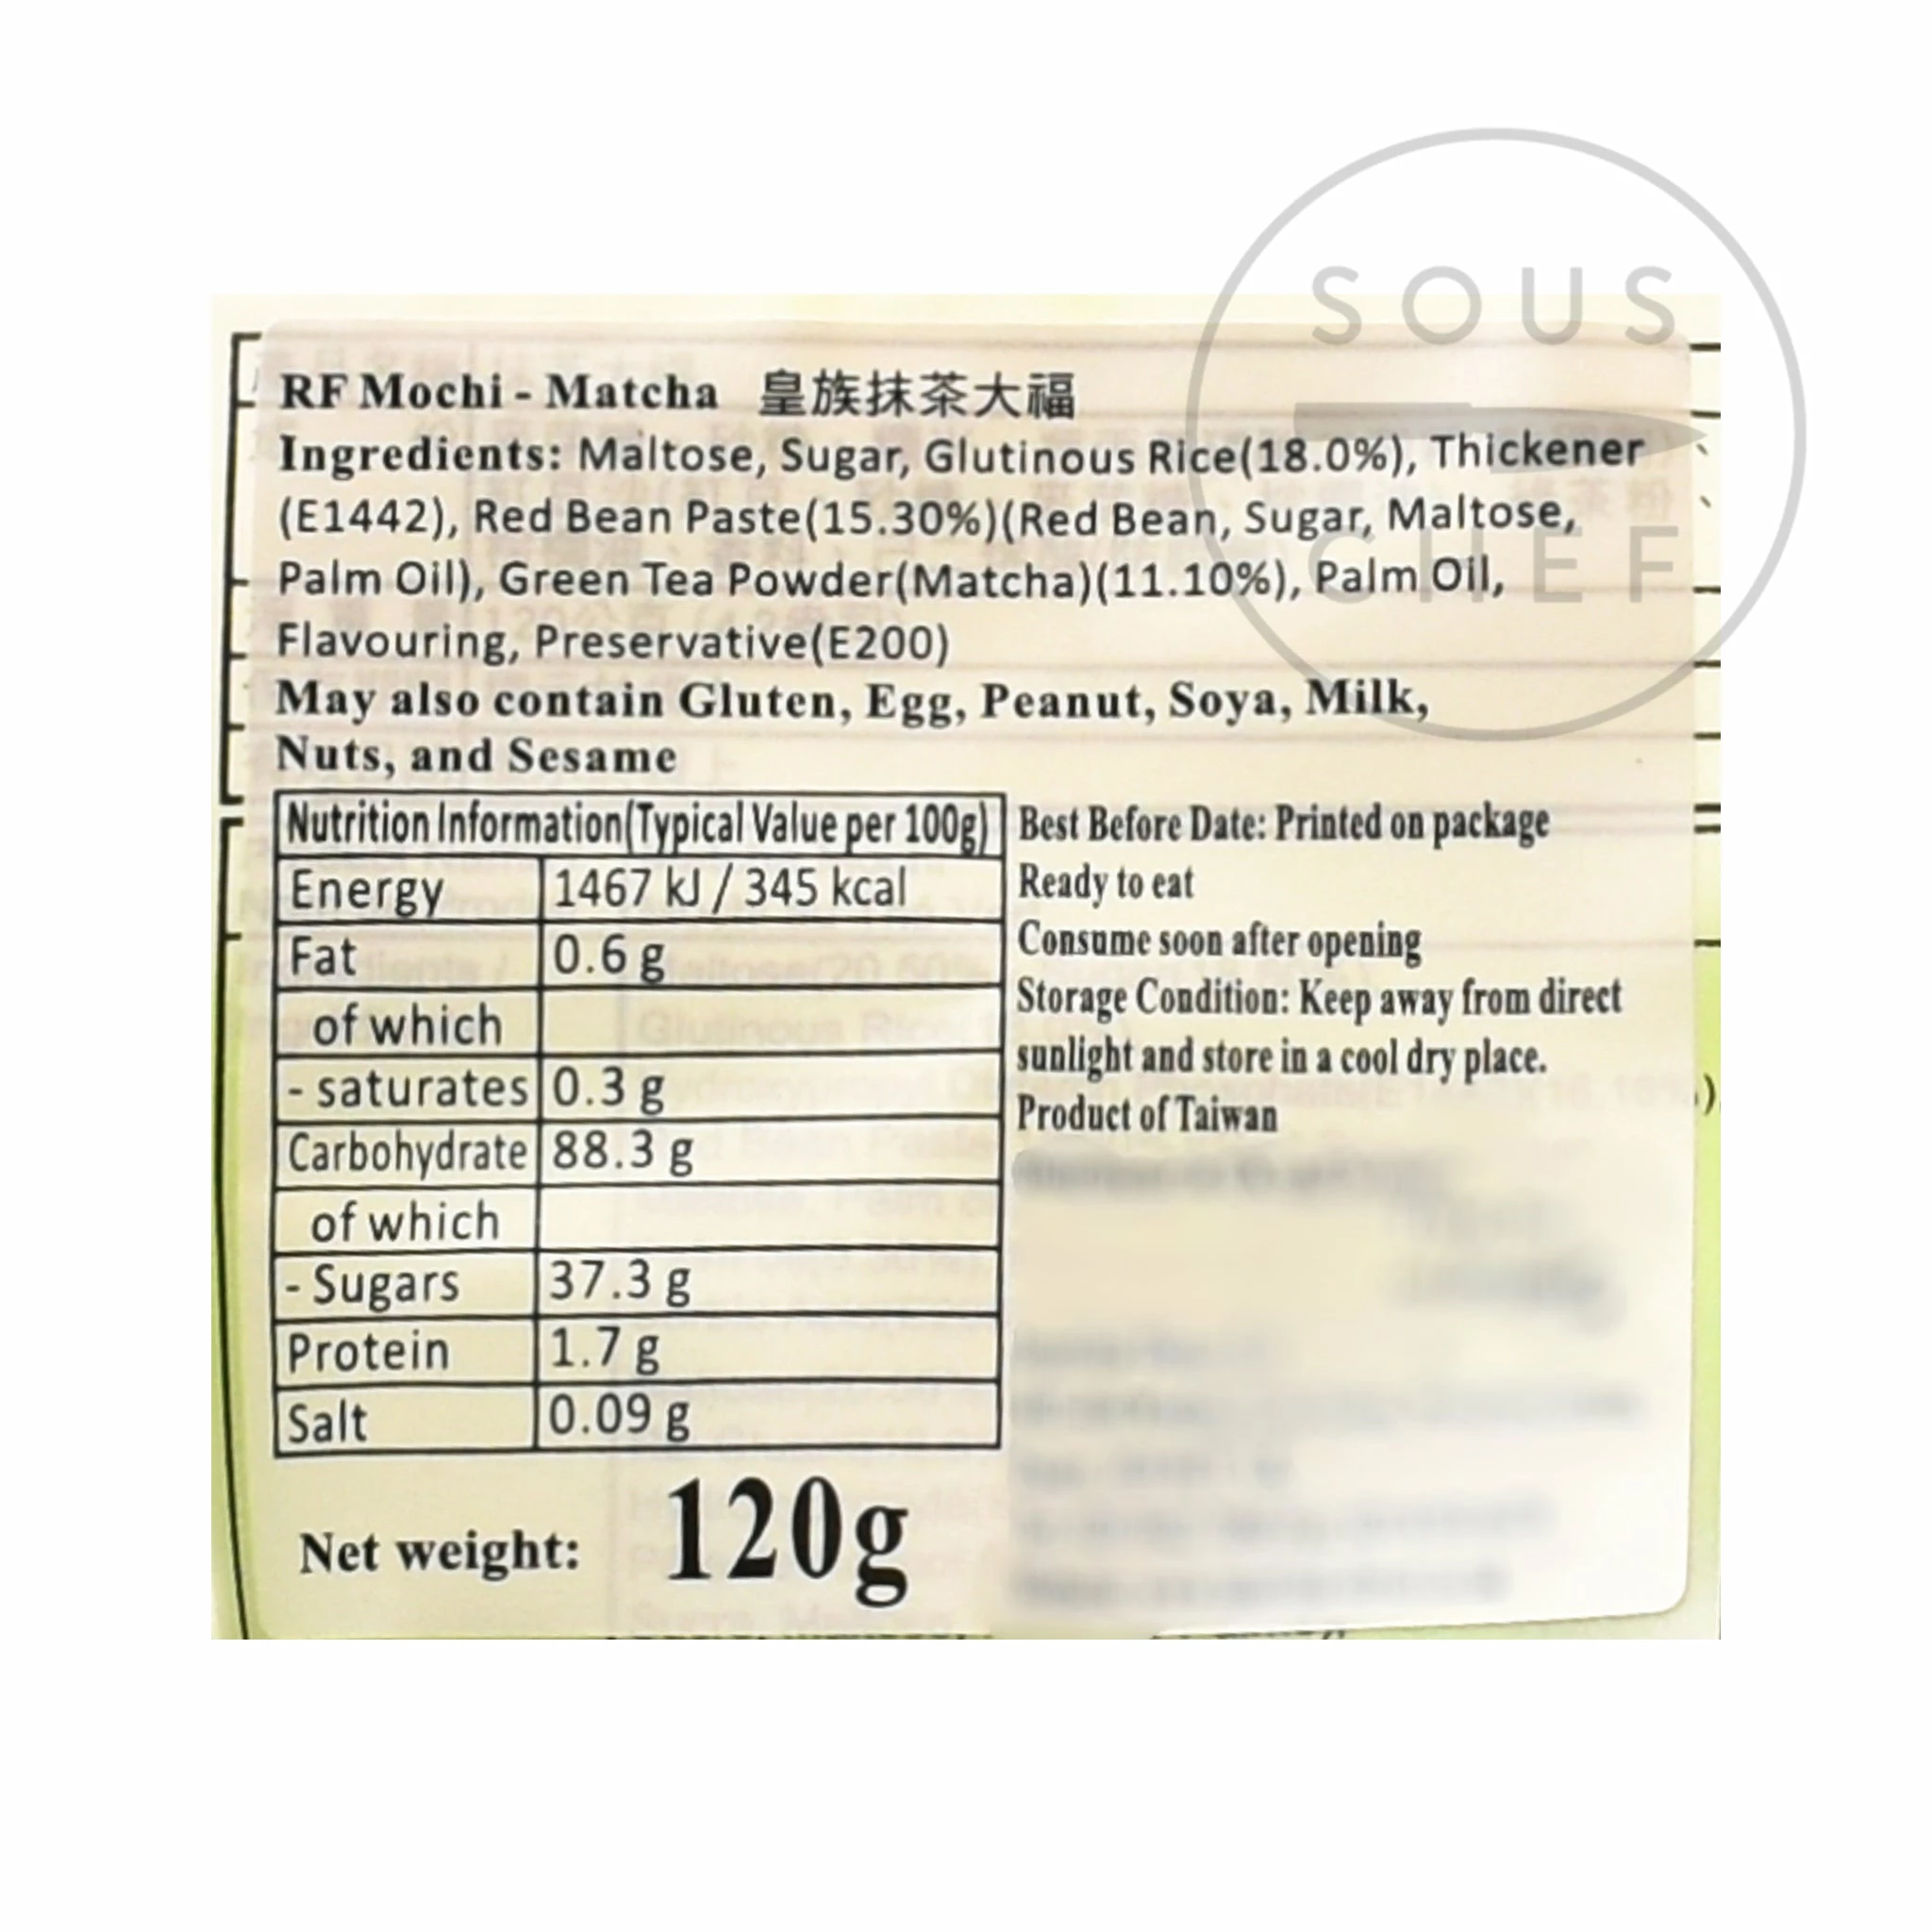 SOUS
CHEF
RF Mochi - Matcha 皇族抹茶大福
Ingredients: Maltose, Sugar, Glutinous Rice(18.0%), Thickener
(E1442), Red Bean Paste(15.30%)(Red Bean, Sugar, Maltose,
Palm Oil), Green Tea Powder(Matcha)(11.10%), Palm Oil,
Flavouring, Preservative(E200)
May also contain Gluten, Egg, Peanut, Soya, Milk,
Nuts, and Sesame
Nutrition Information(Typical Value per 100g)
Energy 1467 kJ / 345 kcal
Fat 0.6 g
of which
- saturates 0.3 g
Carbohydrate 88.3 g
of which
- Sugars 37.3 g
Protein 1.7 g
Salt 0.09 g
Net weight: 120g
Best Before Date: Printed on package
Ready to eat
Consume soon after opening
Storage Condition: Keep away from direct
sunlight and store in a cool dry place.
Product of Taiwan